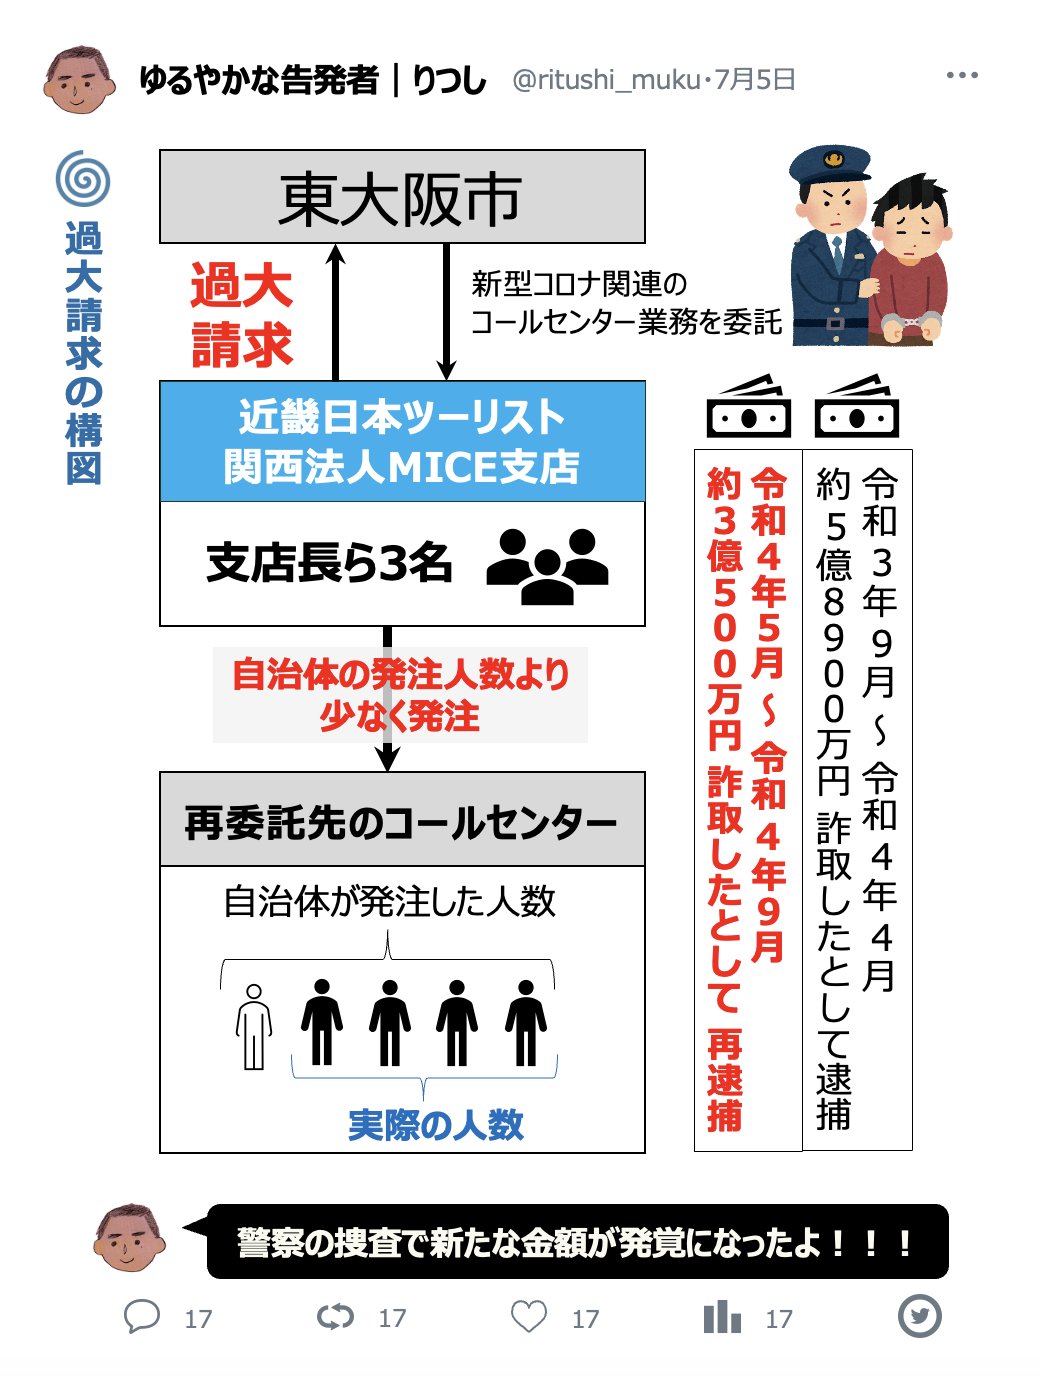 ゆるやかな告発者｜りつし @ritushi_muku・7月5日
過大請求の構図
東大阪市
過大
請求
新型コロナ関連の
コールセンター業務を委託
近畿日本ツーリスト
関西法人MICE支店
支店長ら3名
自治体の発注人数より
少なく発注
再委託先のコールセンター
自治体が発注した人数
実際の人数
令和3年9月～令和4年4月
約5億8900万円 詐取したとして逮捕
令和4年5月～令和4年9月
約3億500万円 詐取したとして 再逮捕
警察の捜査で新たな金額が発覚になったよ！！！
17 17 17 17